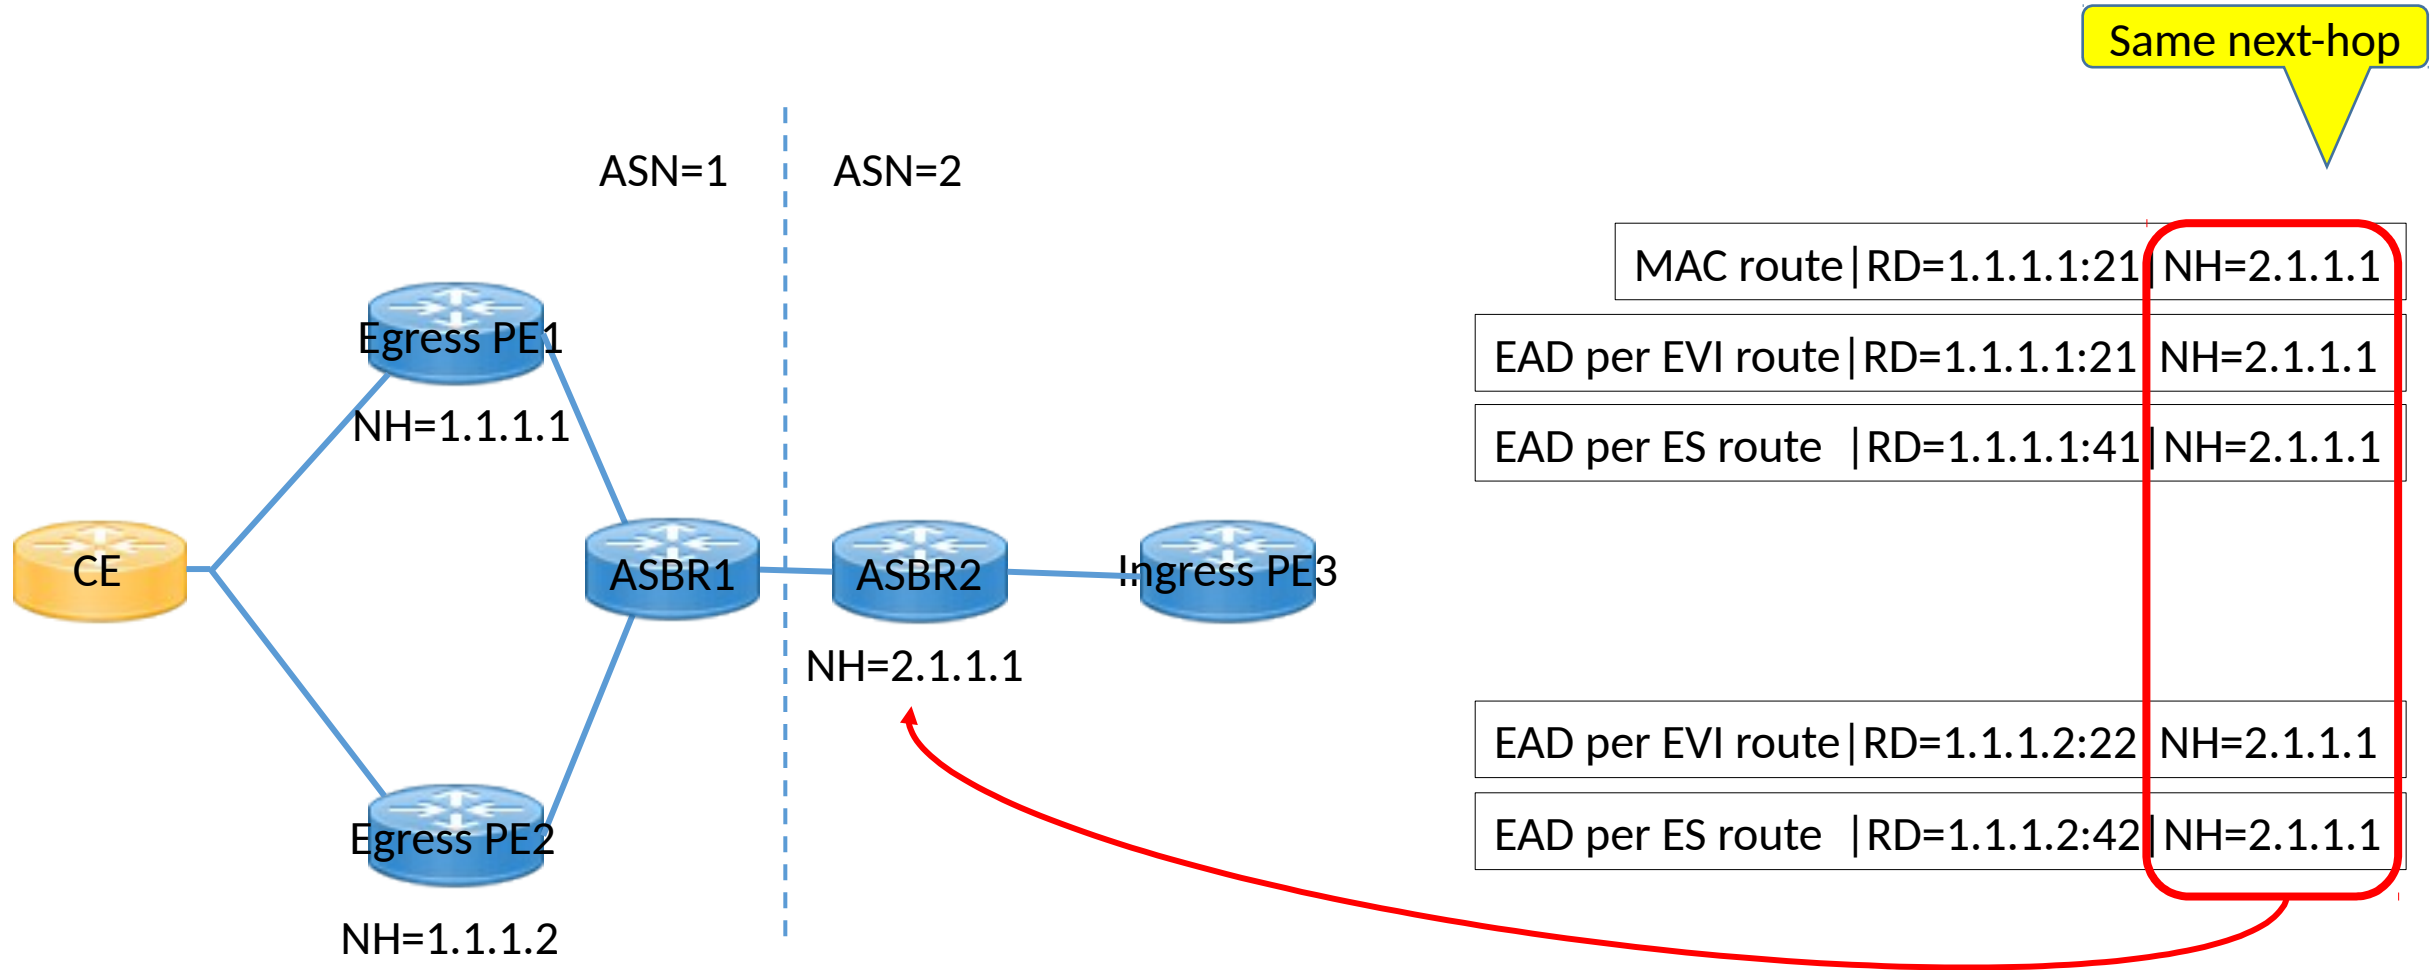 Same next-hop
ASN=1
ASN=2
MAC route|RD=1.1.1.1:21|NH=2.1.1.1
Egress PE1
EAD per EVI route|RD=1.1.1.1:21 NH=2.1.1.1
NH=1.1.1.1
EAD per ES route |RD=1.1.1.1:41|NH=2.1.1.1
CE
ASBR1
ASBR2
Ingress PE3
NH=2.1.1.1
EAD per EVI route|RD=1.1.1.2:22 NH=2.1.1.1
Egress PE2
EAD per ES route |RD=1.1.1.2:42|NH=2.1.1.1
NH=1.1.1.2